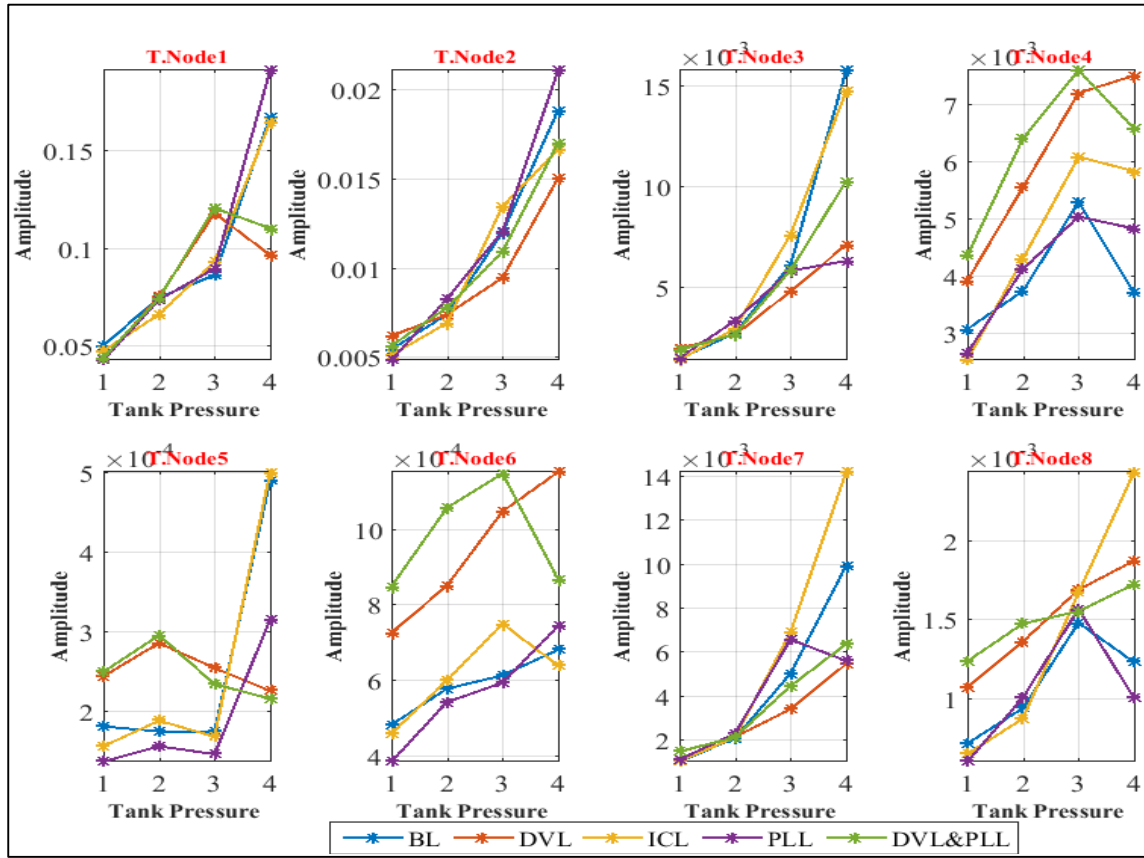 T.Node1
0.15
0.1
0.05
Amplitude
1 2 3 4
Tank Pressure
T.Node2
0.02
0.015
0.01
0.005
Amplitude
1 2 3 4
Tank Pressure
×10-3
T.Node3
15
10
5
Amplitude
1 2 3 4
Tank Pressure
×10-3
T.Node4
7
6
5
4
3
Amplitude
1 2 3 4
Tank Pressure
×10-4
T.Node5
5
4
3
2
Amplitude
1 2 3 4
Tank Pressure
×10-4
T.Node6
10
8
6
4
Amplitude
1 2 3 4
Tank Pressure
×10-3
T.Node7
14
12
10
8
6
4
2
Amplitude
1 2 3 4
Tank Pressure
×10-3
T.Node8
2
1.5
1
Amplitude
1 2 3 4
Tank Pressure
BL DVL ICL PLL DVL&PLL